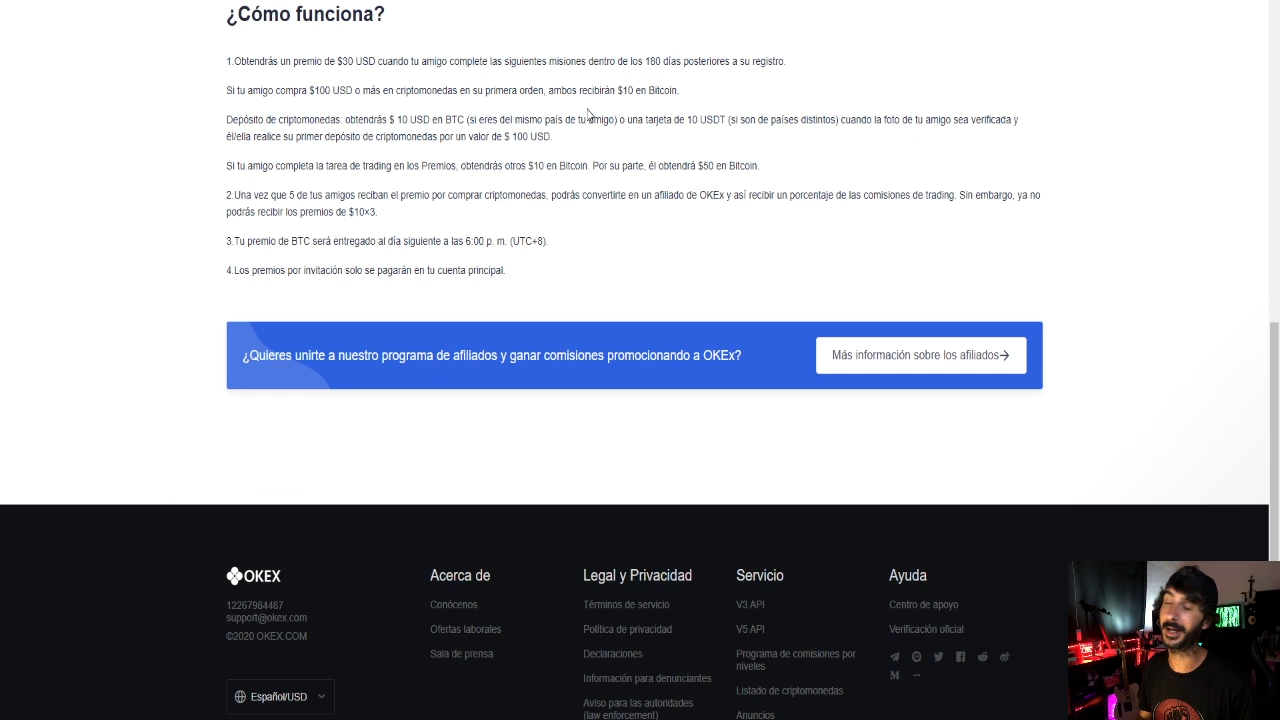 ¿Cómo funciona?
1.Obtendrás un premio de $30 USD cuando tu amigo complete las siguientes misiones dentro de los 180 días posteriores a su registro.
Si tu amigo compra $100 USD o más en criptomonedas en su primera orden, ambos recibirán $10 en Bitcoin.
Depósito de criptomonedas: obtendrás $ 10 USD en BTC (si eres del mismo país de tu amigo) o una tarjeta de 10 USDT (si son de países distintos) cuando la foto de tu amigo sea verificada y
él/ella realice su primer depósito de criptomonedas por un valor de $ 100 USD.
Si tu amigo completa la tarea de trading en los Premios, obtendrás otros $10 en Bitcoin. Por su parte, él obtendrá $50 en Bitcoin.
2.Una vez que 5 de tus amigos reciban el premio por comprar criptomonedas, podrás convertirte en un afiliado de OKEx y así recibir un porcentaje de las comisiones de trading. Sin embargo, ya no
podrás recibir los premios de $10×3.
3.Tu premio de BTC será entregado al día siguiente a las 6:00 p. m. (UTC+8).
4.Los premios por invitación solo se pagarán en tu cuenta principal.
¿Quieres unirte a nuestro programa de afiliados y ganar comisiones promocionando a OKEx?
Más información sobre los afiliados→
OKEX
12267984487
support@okex.com
©2020 OKEX.COM
Español/USD
Acerca de
Conócenos
Ofertas laborales
Sala de prensa
Legal y Privacidad
Términos de servicio
Política de privacidad
Declaraciones
Información para denunciantes
Aviso para las autoridades
(law enforcement)
Servicio
V3 API
V5 API
Programa de comisiones por
niveles
Listado de criptomonedas
Anuncios
Ayuda
Centro de apoyo
Verificación oficial